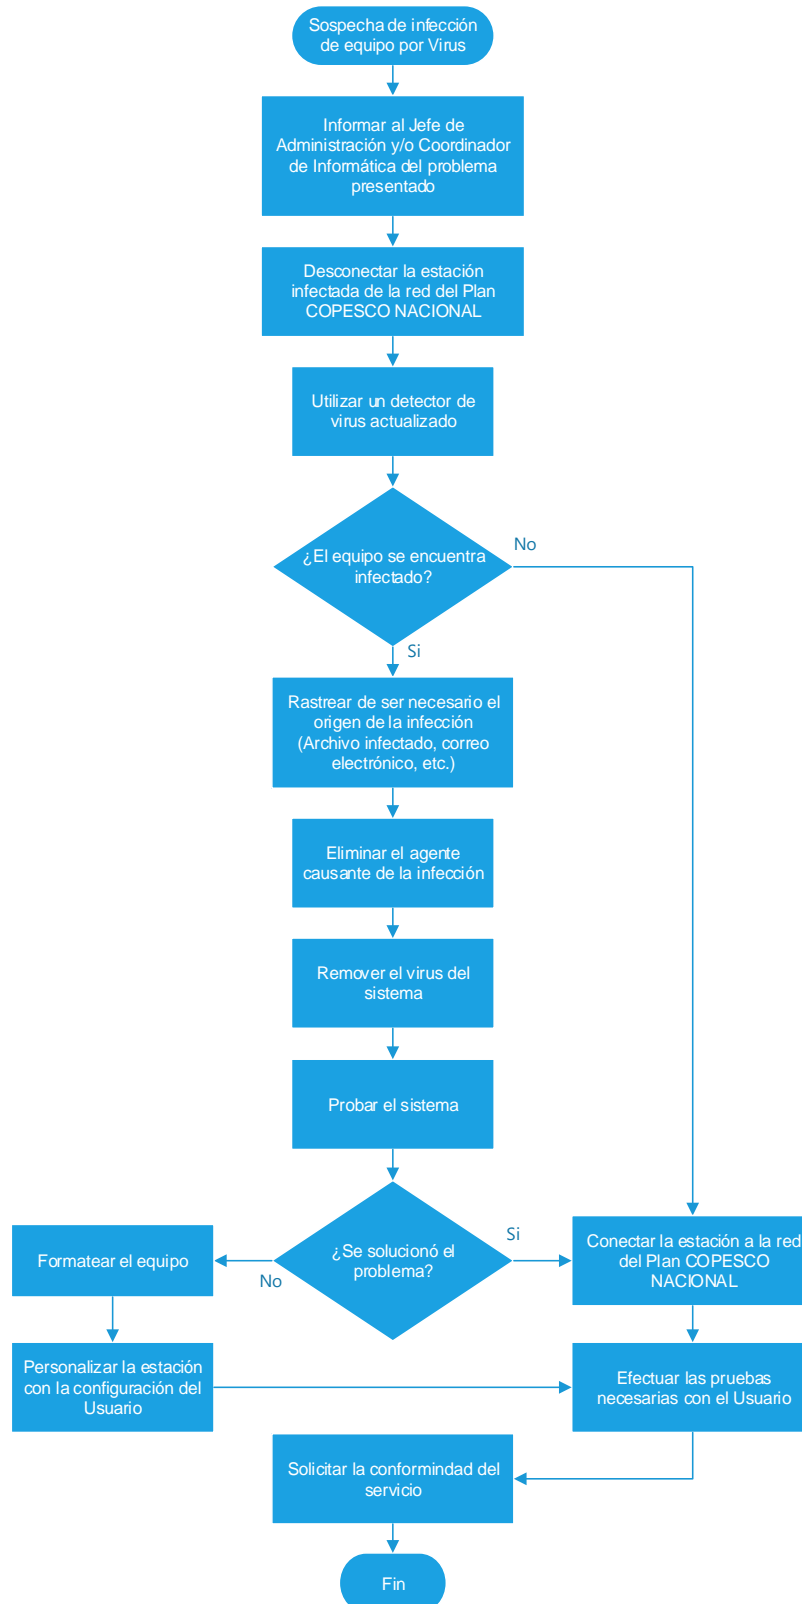 Sospecha de infección
de equipo por Virus
Informar al Jefe de
Administración y/o Coordinador
de Informática del problema
presentado
Desconectar la estación
infectada de la red del Plan
COPESCO NACIONAL
Utilizar un detector de
virus actualizado
¿El equipo se encuentra
infectado?
No
Si
Rastrear de ser necesario el
origen de la infección
(Archivo infectado, correo
electrónico, etc.)
Eliminar el agente
causante de la infección
Remover el virus del
sistema
Probar el sistema
¿Se solucionó el
problema?
Si
No
Formatear el equipo
Conectar la estación a la red
del Plan COPESCO
NACIONAL
Personalizar la estación
con la configuración del
Usuario
Efectuar las pruebas
necesarias con el Usuario
Solicitar la conformindad del
servicio
Fin